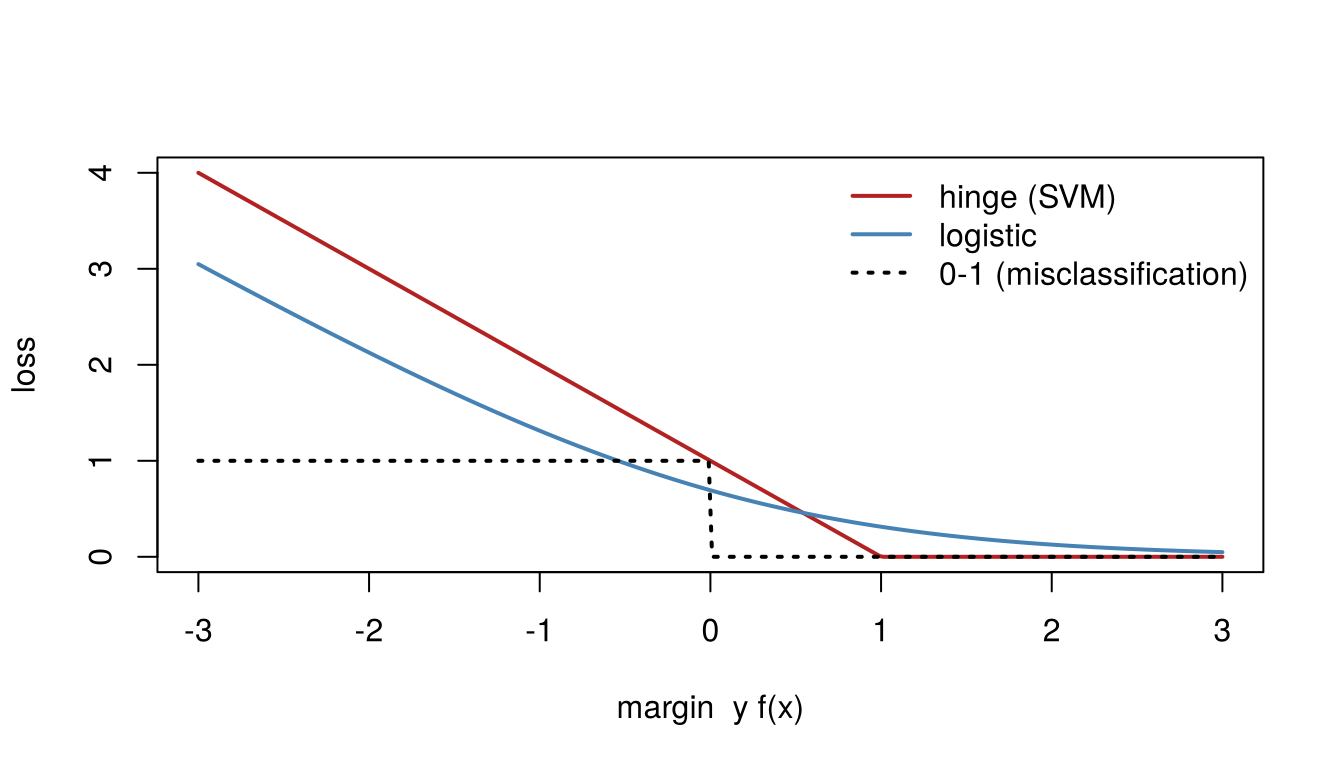 hinge (SVM)
logistic
0-1 (misclassification)
loss
4
3
2
1
0
-3 -2 -1 0 1 2 3
margin y f(x)